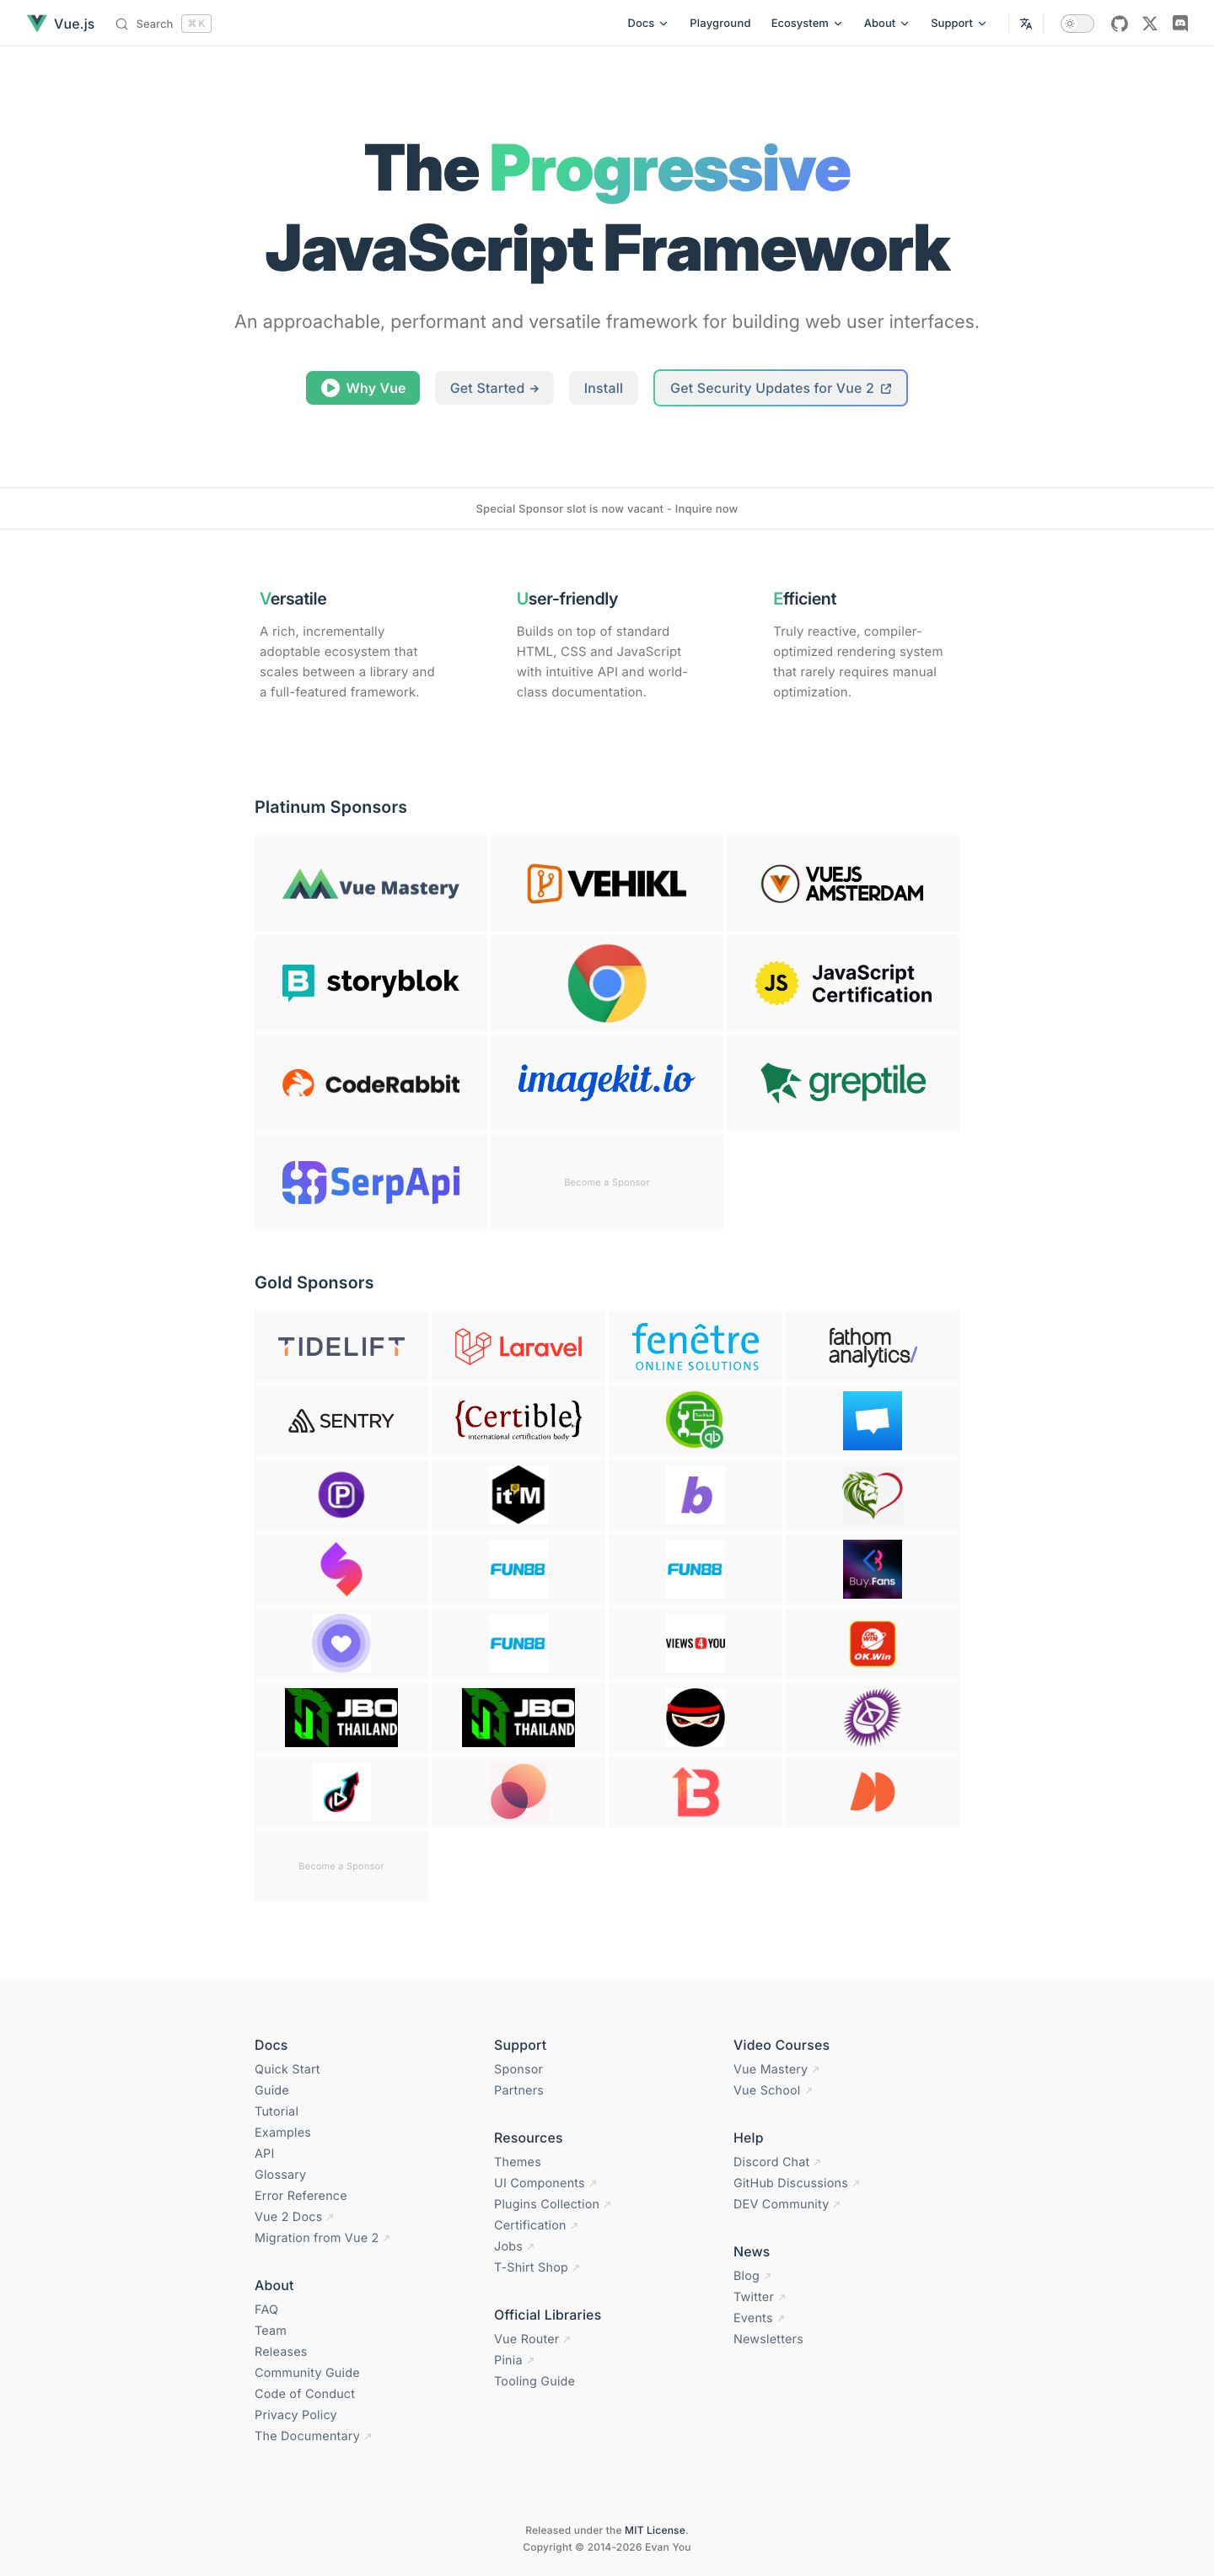 Vue.js
Search
⌘ K
Docs
Playground
Ecosystem
About
Support
The Progressive
JavaScript Framework
An approachable, performant and versatile framework for building web user interfaces.
Why Vue
Get Started →
Install
Get Security Updates for Vue 2
Special Sponsor slot is now vacant - Inquire now
Versatile
A rich, incrementally
adoptable ecosystem that
scales between a library and
a full-featured framework.
User-friendly
Builds on top of standard
HTML, CSS and JavaScript
with intuitive API and world-
class documentation.
Efficient
Truly reactive, compiler-
optimized rendering system
that rarely requires manual
optimization.
Platinum Sponsors
Vue Mastery
VEHIKL
VUEJS
AMSTERDAM
B
storyblok
JS
JavaScript
Certification
CodeRabbit
imagekit.io
greptile
SerpApi
Become a Sponsor
Gold Sponsors
TIDELIFT
Laravel
fenêtre
ONLINE SOLUTIONS
fathom
analytics/
SENTRY
{Certible}
international certification body
qb
P
it'M
b
FUN88
FUN88
Buy.Fans
FUN88
VIEWS4YOU
OK.WIN
OK.Win
JBO
THAILAND
JBO
THAILAND
B
Become a Sponsor
Docs
Quick Start
Guide
Tutorial
Examples
API
Glossary
Error Reference
Vue 2 Docs
Migration from Vue 2
About
FAQ
Team
Releases
Community Guide
Code of Conduct
Privacy Policy
The Documentary
Support
Sponsor
Partners
Resources
Themes
UI Components
Plugins Collection
Certification
Jobs
T-Shirt Shop
Official Libraries
Vue Router
Pinia
Tooling Guide
Video Courses
Vue Mastery
Vue School
Help
Discord Chat
GitHub Discussions
DEV Community
News
Blog
Twitter
Events
Newsletters
Released under the MIT License.
Copyright © 2014-2026 Evan You